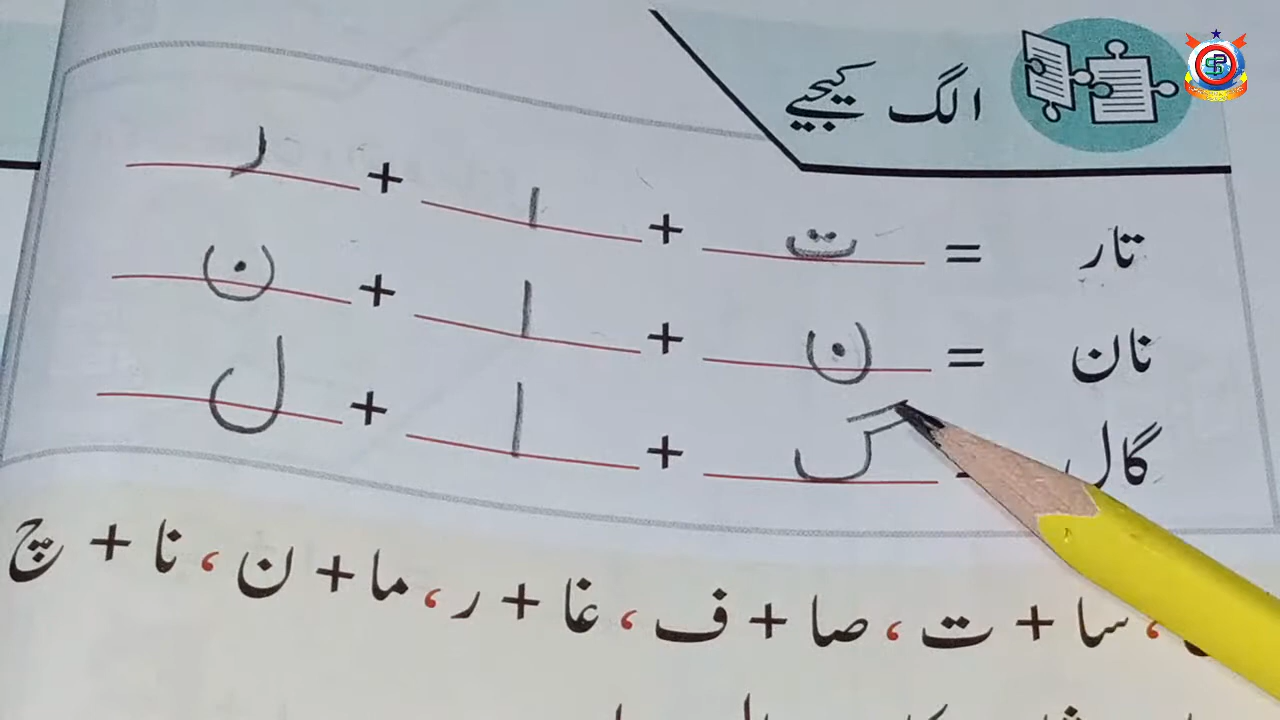 الگ کیجیے
تار = ت + ا + ر
نان = ن + ا + ن
گال = گ + ا + ل
، سا + ت ، صا + ف ، غا + ر ، ما + ن ، نا + چ